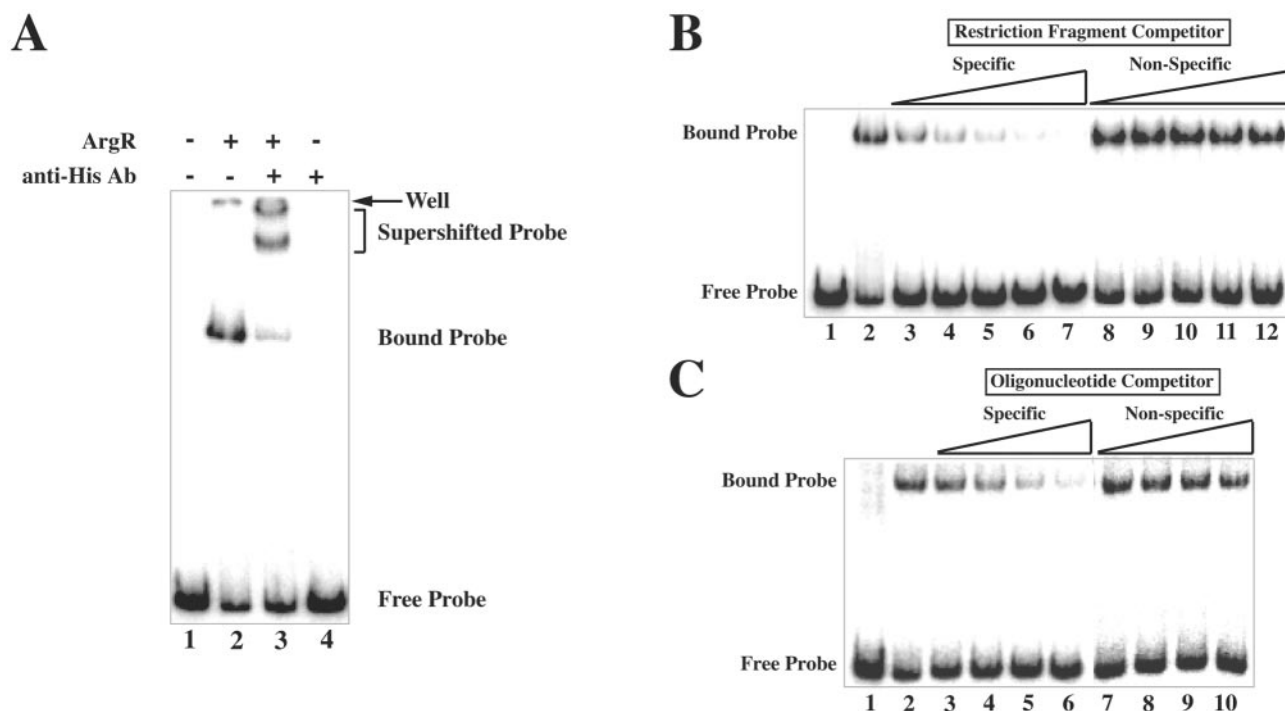 A
ArgR - + + -
anti-His Ab - - + +
Well
Supershifted Probe
Bound Probe
Free Probe
1 2 3 4
B
Restriction Fragment Competitor
Specific Non-Specific
Bound Probe
Free Probe
1 2 3 4 5 6 7 8 9 10 11 12
C
Oligonucleotide Competitor
Specific Non-specific
Bound Probe
Free Probe
1 2 3 4 5 6 7 8 9 10